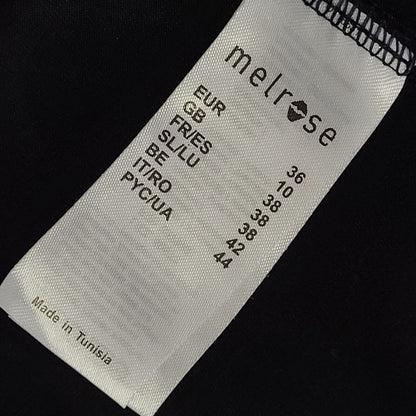 melrose
EUR 36
GB 10
FR/ES 38
SL/LU 38
BE 38
IT/RO 42
PYC/UA 44
Made in Tunisia